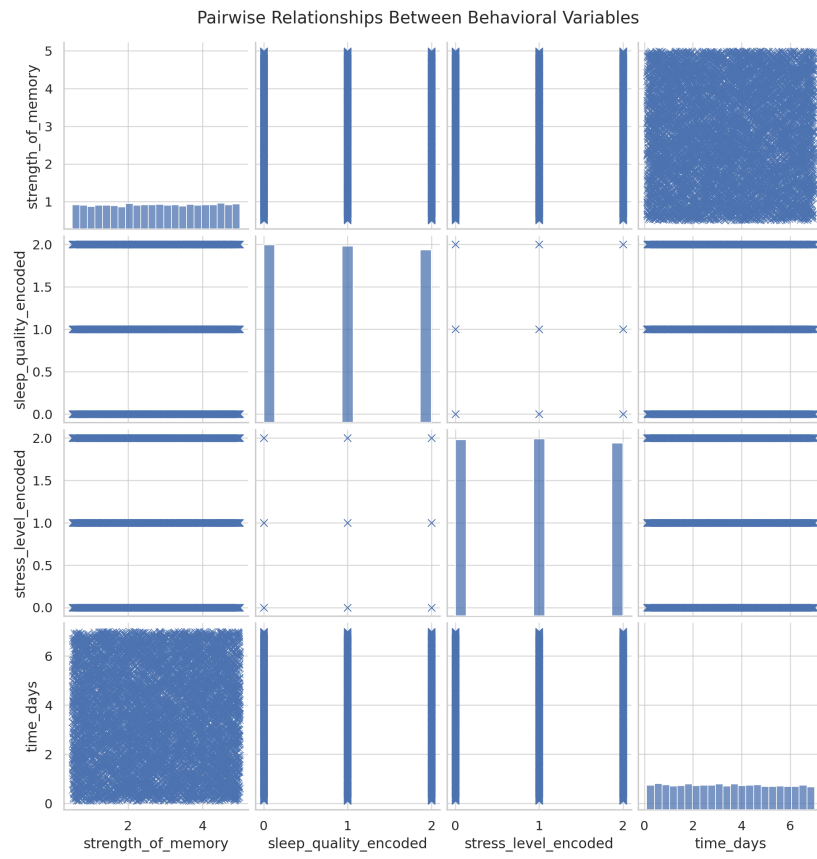 Pairwise Relationships Between Behavioral Variables
5
4
3
2
1
strength_of_memory
2.0
1.5
1.0
0.5
0.0
sleep_quality_encoded
2.0
1.5
1.0
0.5
0.0
stress_level_encoded
6
4
2
0
time_days
2 4
0 1 2
0 1 2
0 2 4 6
strength_of_memory sleep_quality_encoded stress_level_encoded time_days